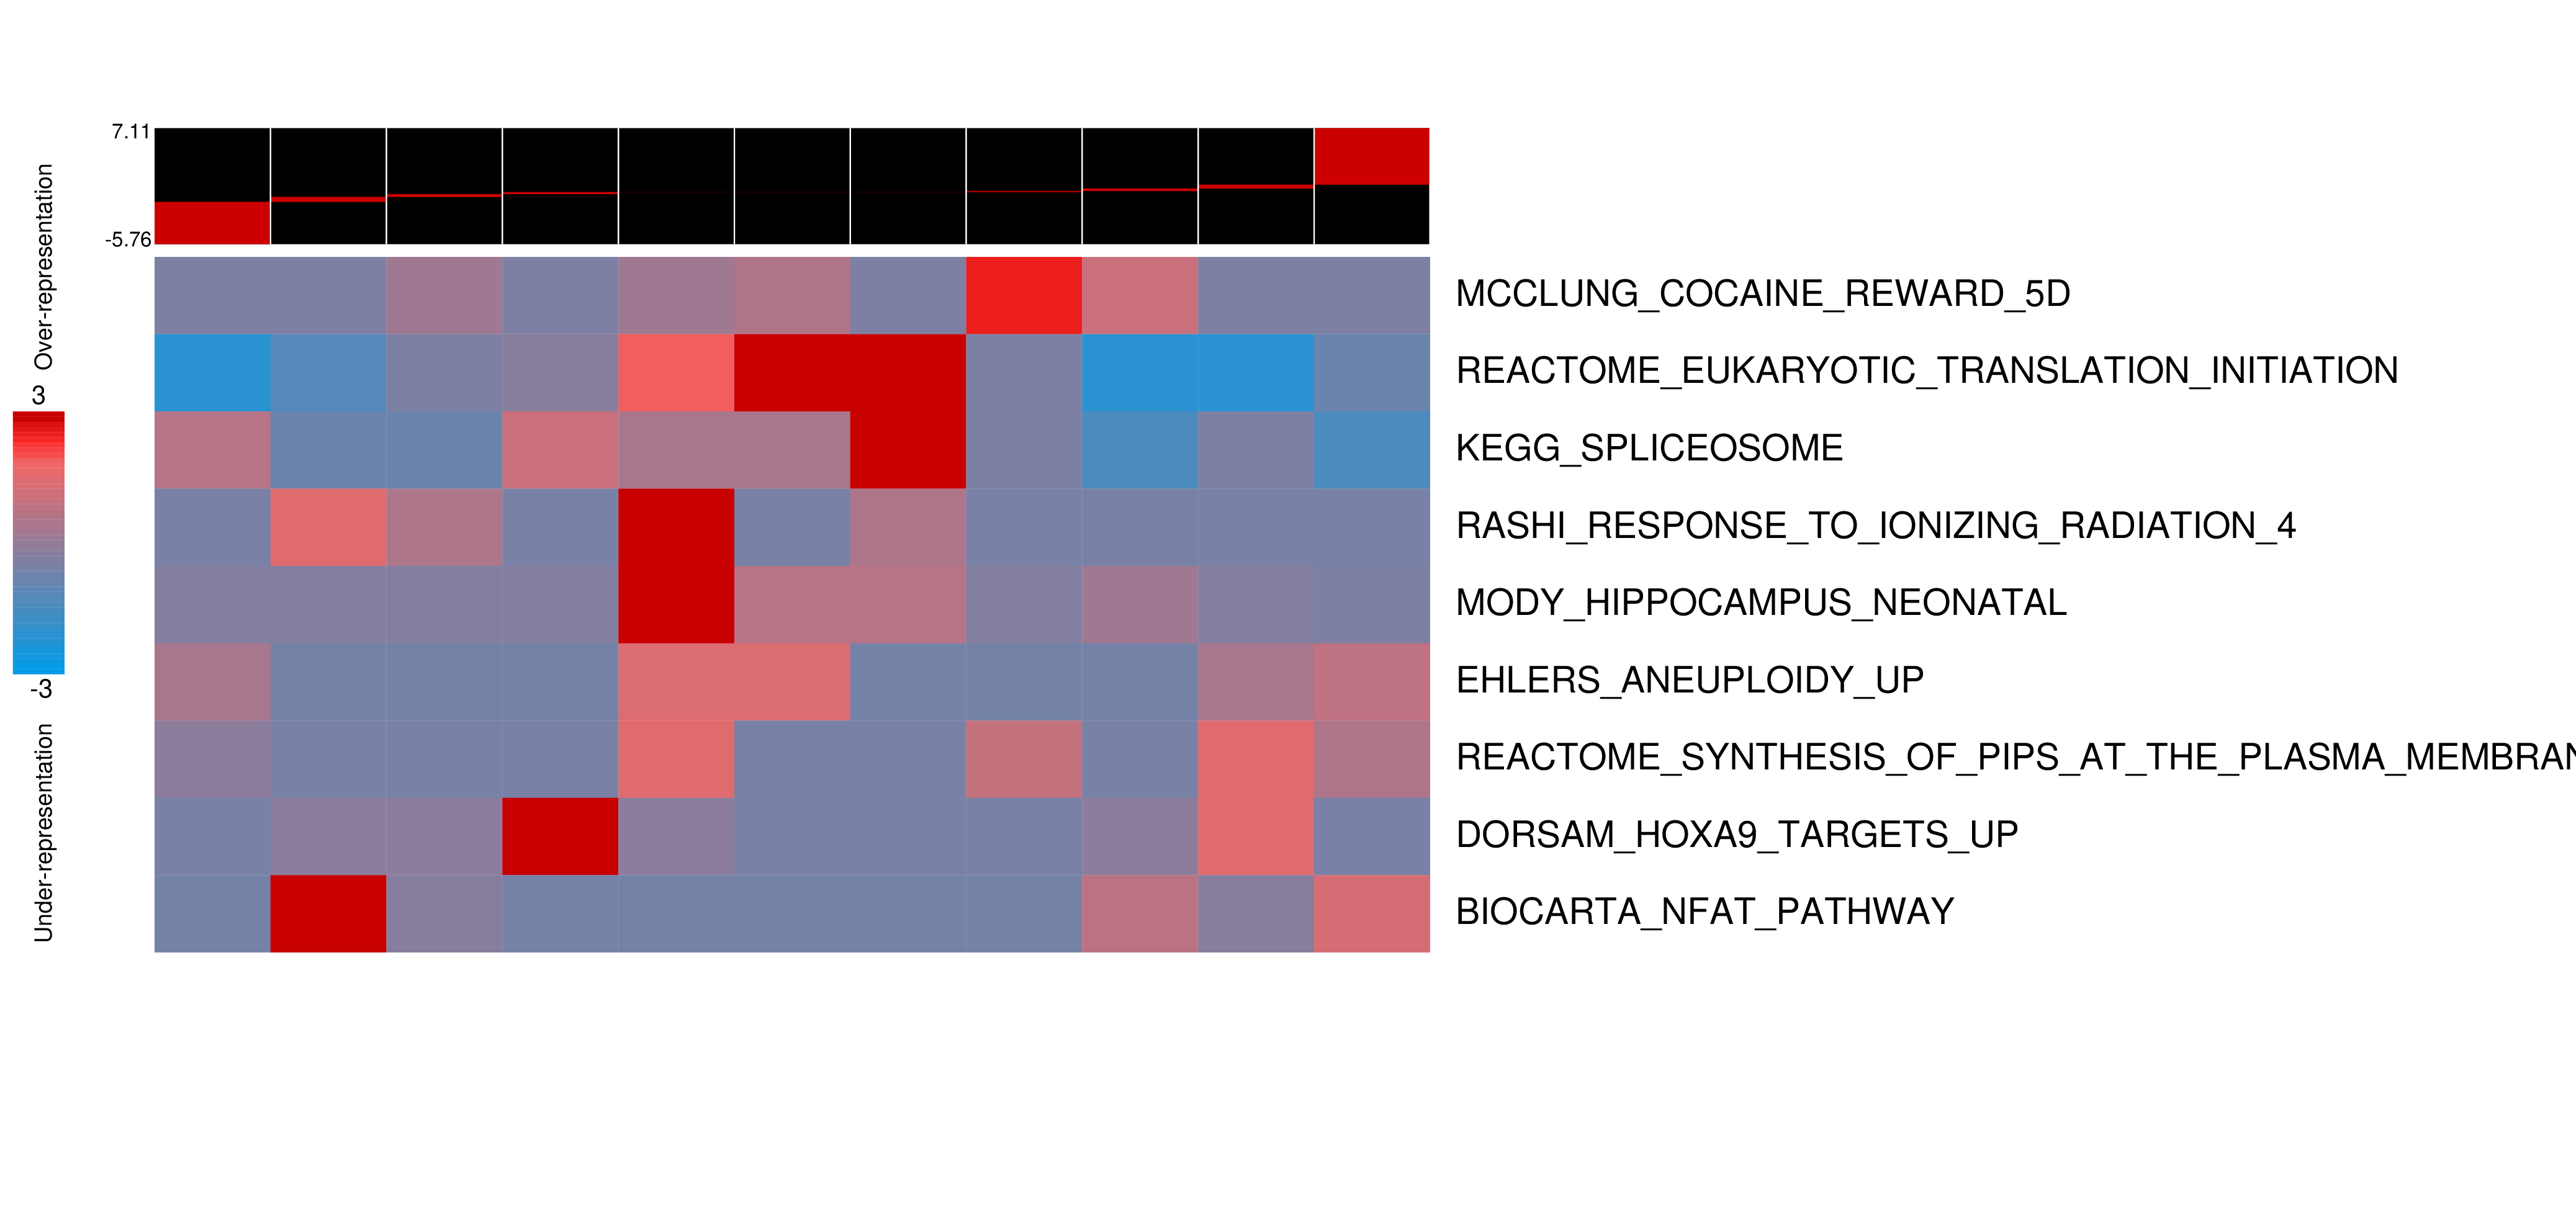 7.11
-5.76
Over-representation
3
-3
Under-representation
MCCLUNG_COCAINE_REWARD_5D
REACTOME_EUKARYOTIC_TRANSLATION_INITIATION
KEGG_SPLICEOSOME
RASHI_RESPONSE_TO_IONIZING_RADIATION_4
MODY_HIPPOCAMPUS_NEONATAL
EHLERS_ANEUPLOIDY_UP
REACTOME_SYNTHESIS_OF_PIPS_AT_THE_PLASMA_MEMBRAN
DORSAM_HOXA9_TARGETS_UP
BIOCARTA_NFAT_PATHWAY